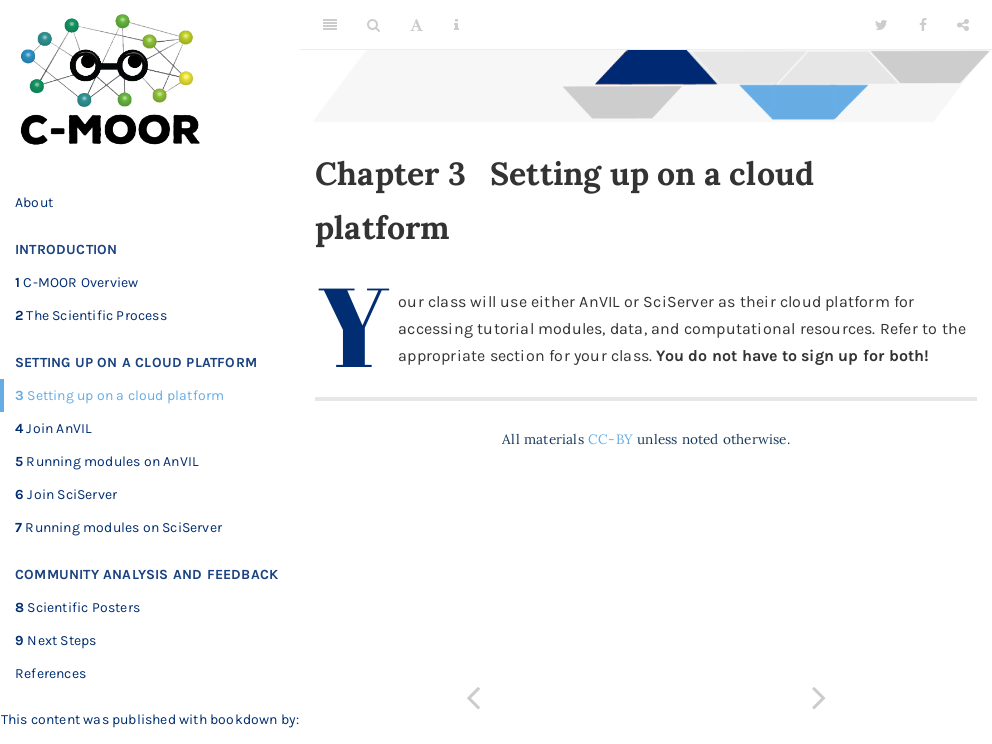 C-MOOR
About
INTRODUCTION
1 C-MOOR Overview
2 The Scientific Process
SETTING UP ON A CLOUD PLATFORM
3 Setting up on a cloud platform
4 Join AnVIL
5 Running modules on AnVIL
6 Join SciServer
7 Running modules on SciServer
COMMUNITY ANALYSIS AND FEEDBACK
8 Scientific Posters
9 Next Steps
References
This content was published with bookdown by:
Chapter 3 Setting up on a cloud
platform
Your class will use either AnVIL or SciServer as their cloud platform for
accessing tutorial modules, data, and computational resources. Refer to the
appropriate section for your class. You do not have to sign up for both!
All materials CC-BY unless noted otherwise.